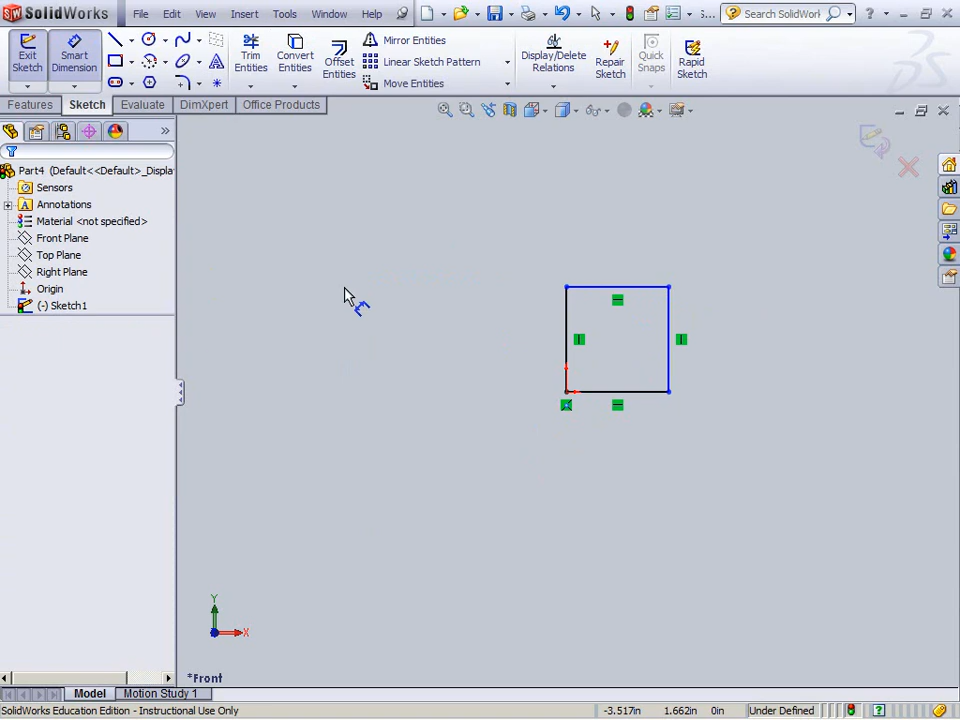 SW SolidWorks File Edit View Insert Tools Window Help S... Search SolidWorks
Exit Sketch Smart Dimension Trim Entities Convert Entities Offset Entities Mirror Entities Linear Sketch Pattern Move Entities Display/Delete Relations Repair Sketch Quick Snaps Rapid Sketch
Features Sketch Evaluate DimXpert Office Products
Part4 (Default<<Default>_Displa
Sensors
Annotations
Material <not specified>
Front Plane
Top Plane
Right Plane
Origin
(-) Sketch1
Y
X
*Front
Model Motion Study 1
SolidWorks Education Edition - Instructional Use Only -3.517in 1.662in 0in Under Defined